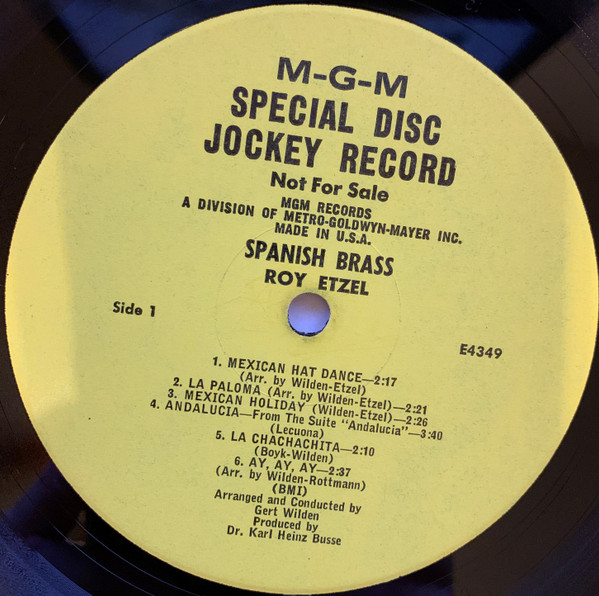 M-G-M
SPECIAL DISC
JOCKEY RECORD
Not For Sale
MGM RECORDS
A DIVISION OF METRO-GOLDWYN-MAYER INC.
MADE IN U.S.A.
SPANISH BRASS
ROY ETZEL
Side 1
E4349
1. MEXICAN HAT DANCE—2:17
(Arr. by Wilden-Etzel)
2. LA PALOMA (Arr. by Wilden-Etzel)—2:21
3. MEXICAN HOLIDAY (Wilden-Etzel)—2:26
4. ANDALUCIA—From The Suite "Andalucia"—3:40
(Lecuona)
5. LA CHACHACHITA—2:10
(Boyk-Wilden)
6. AY, AY, AY—2:37
(Arr. by Wilden-Rottmann)
(BMI)
Arranged and Conducted by
Gert Wilden
Produced by
Dr. Karl Heinz Busse